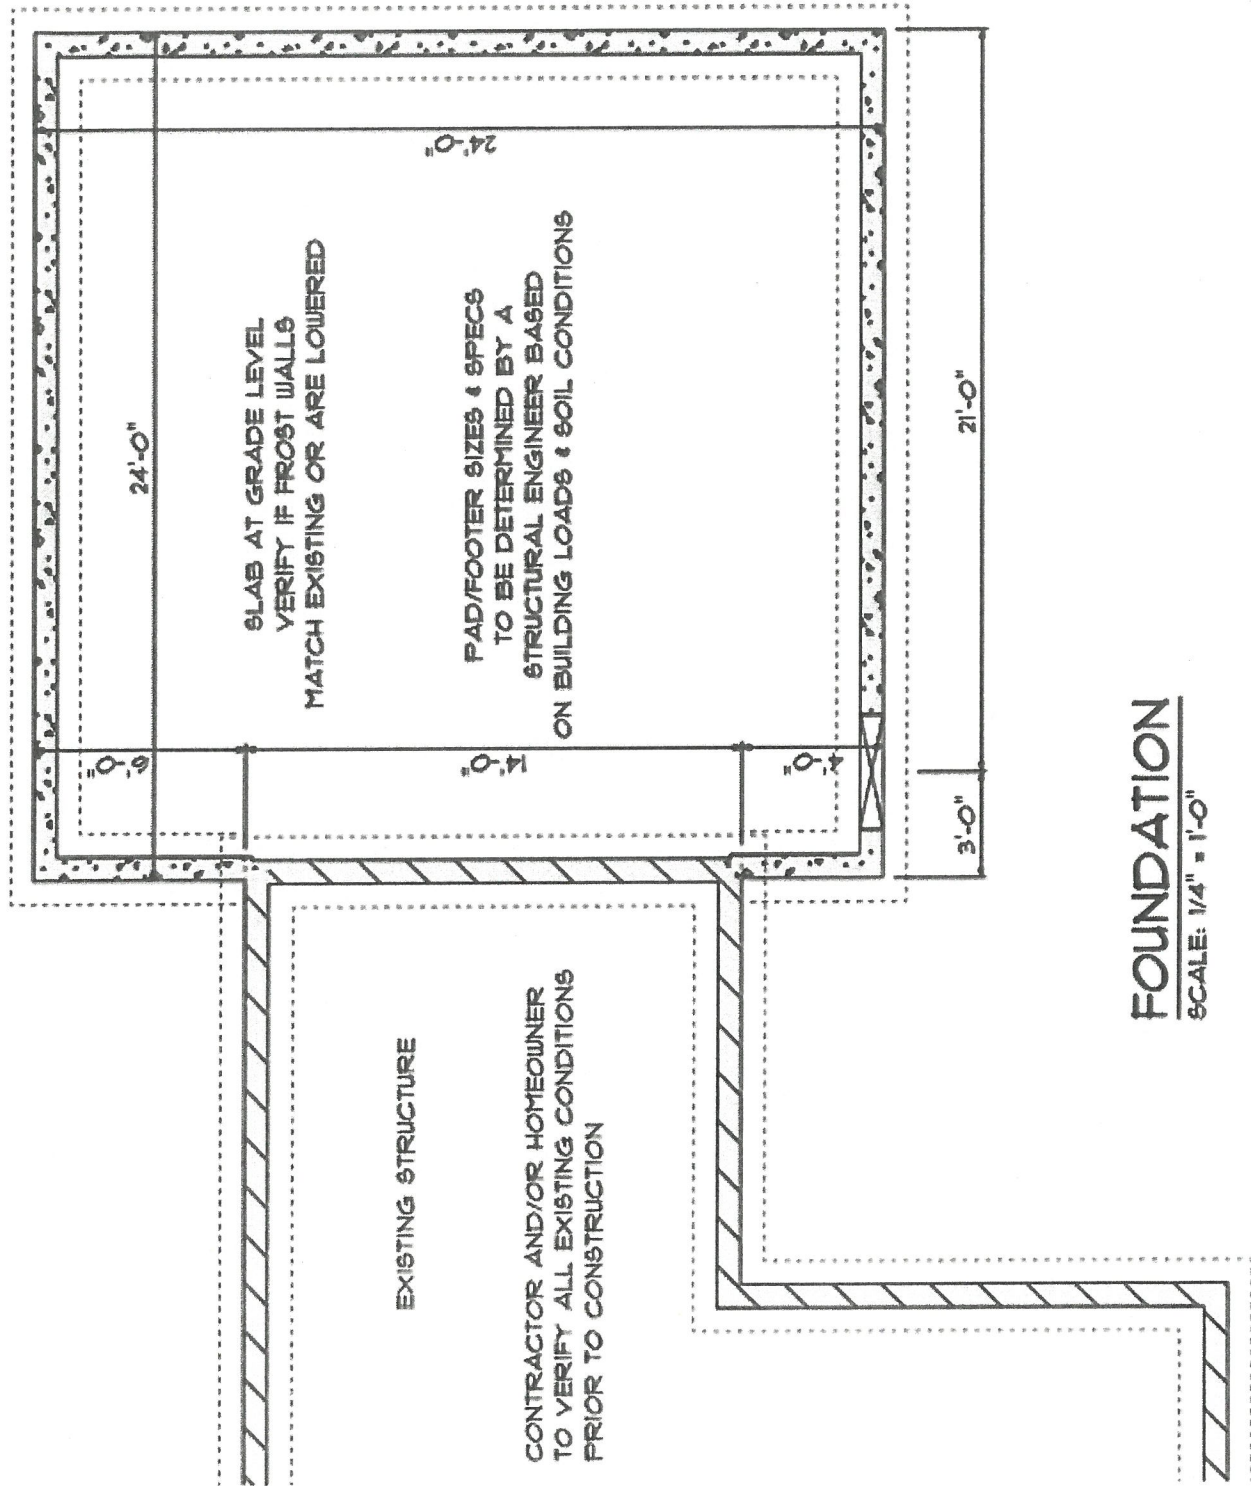 24'-0"
24'-0"
SLAB AT GRADE LEVEL
VERIFY IF FROST WALLS
MATCH EXISTING OR ARE LOWERED
PAD/FOOTER SIZES & SPECS
TO BE DETERMINED BY A
STRUCTURAL ENGINEER BASED
ON BUILDING LOADS & SOIL CONDITIONS
6'-0"
14'-0"
4'-0"
3'-0"
21'-0"
EXISTING STRUCTURE
CONTRACTOR AND/OR HOMEOWNER
TO VERIFY ALL EXISTING CONDITIONS
PRIOR TO CONSTRUCTION
FOUNDATION
SCALE: 1/4" = 1'-0"